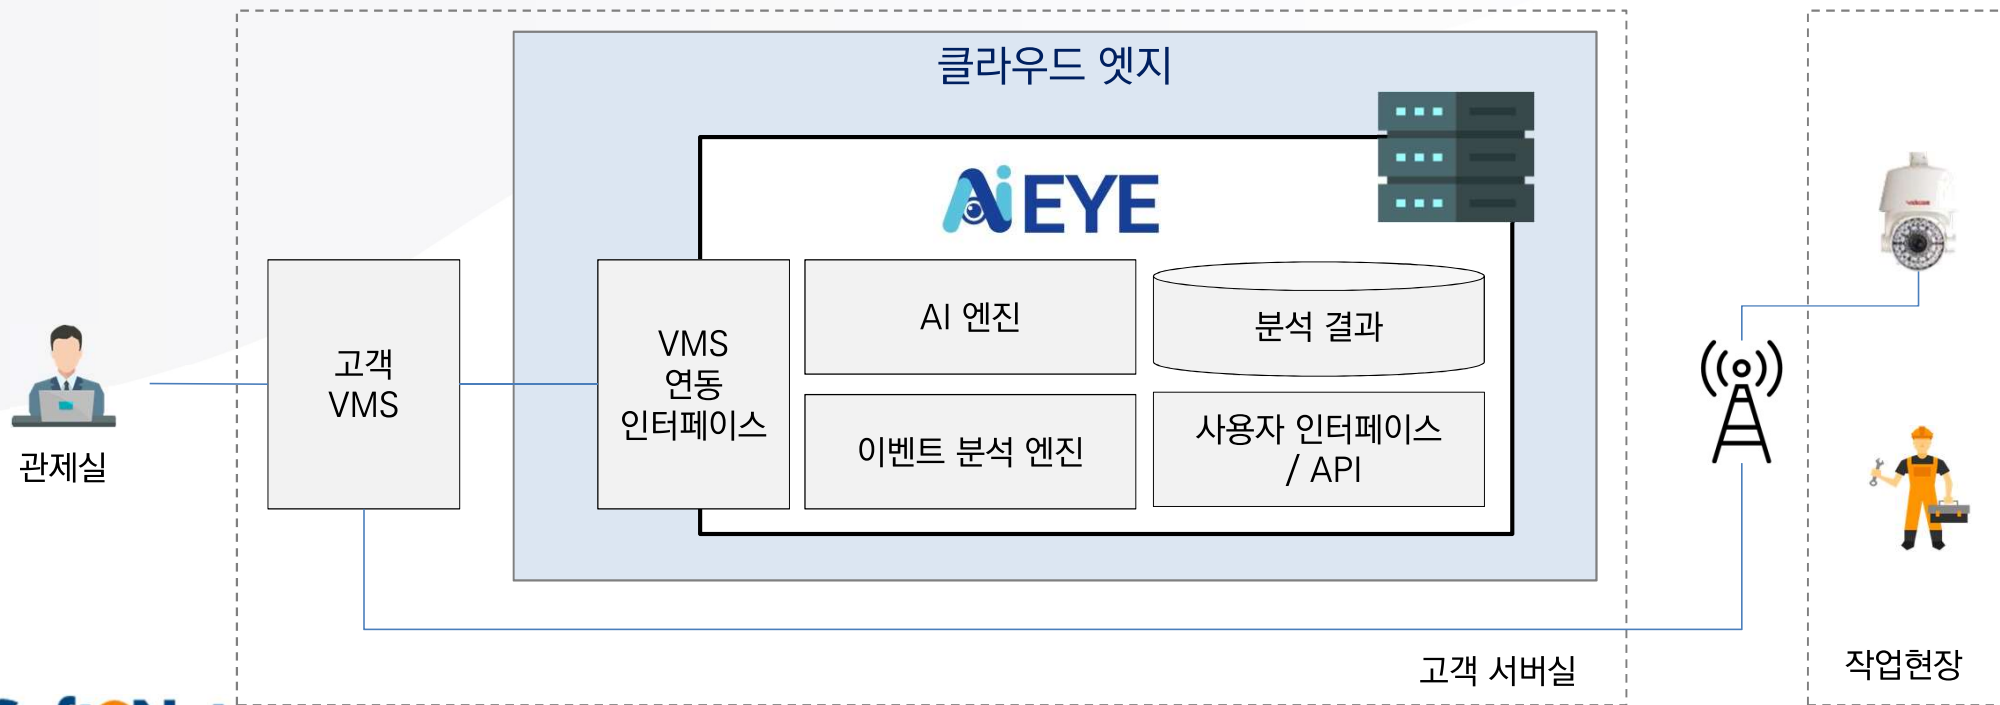 클라우드 엣지
Ai EYE
AI 엔진
분석 결과
VMS
연동
인터페이스
고객
VMS
이벤트 분석 엔진
사용자 인터페이스
/ API
관제실
고객 서버실
작업현장